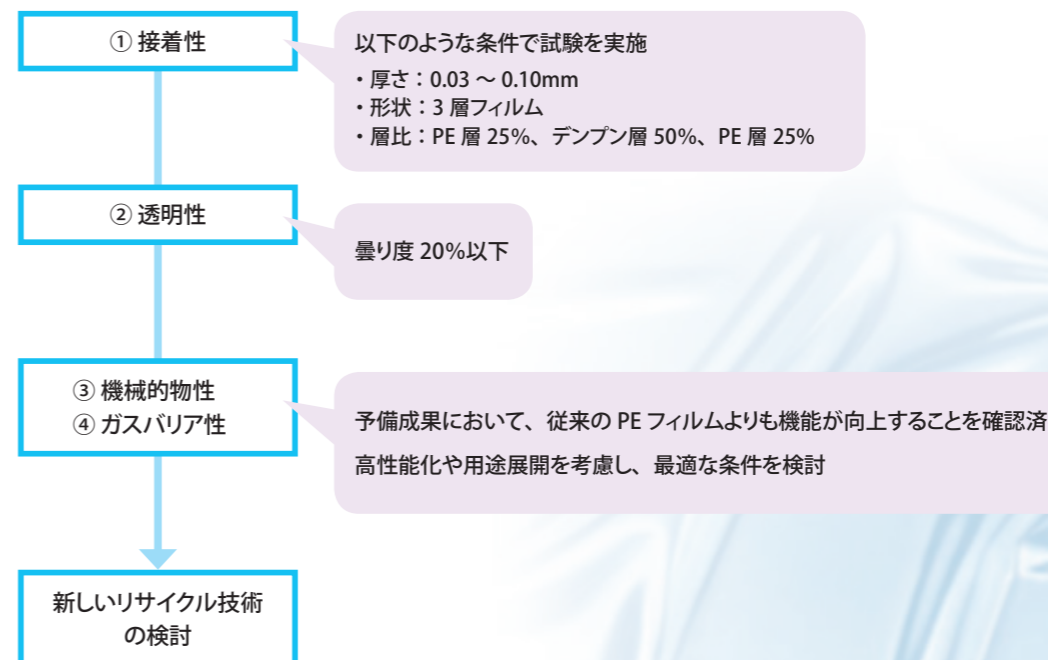 ① 接着性
以下のような条件で試験を実施
・厚さ：0.03 〜 0.10mm
・形状：3 層フィルム
・層比：PE 層 25%、デンプン層 50%、PE 層 25%
② 透明性
曇り度 20%以下
③ 機械的物性
④ ガスバリア性
予備成果において、従来の PE フィルムよりも機能が向上することを確認済
高性能化や用途展開を考慮し、最適な条件を検討
新しいリサイクル技術
の検討